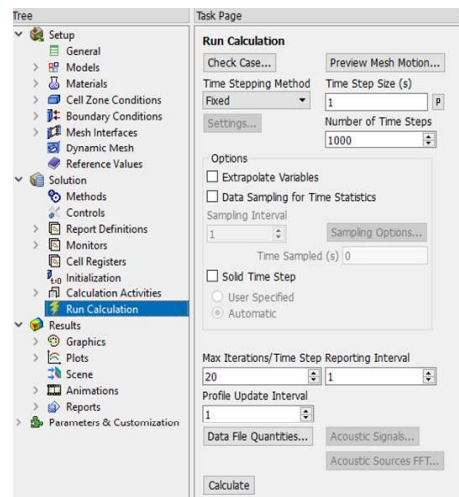 Tree
Task Page
Setup
General
Models
Materials
Cell Zone Conditions
Boundary Conditions
Mesh Interfaces
Dynamic Mesh
Reference Values
Solution
Methods
Controls
Report Definitions
Monitors
Cell Registers
t=0 Initialization
Calculation Activities
Run Calculation
Results
Graphics
Plots
Scene
Animations
Reports
Parameters & Customization
Run Calculation
Check Case... Preview Mesh Motion...
Time Stepping Method Time Step Size (s)
Fixed 1 P
Settings... Number of Time Steps
1000
Options
Extrapolate Variables
Data Sampling for Time Statistics
Sampling Interval
1 Sampling Options...
Time Sampled (s) 0
Solid Time Step
User Specified
Automatic
Max Iterations/Time Step Reporting Interval
20 1
Profile Update Interval
1
Data File Quantities... Acoustic Signals...
Acoustic Sources FFT...
Calculate